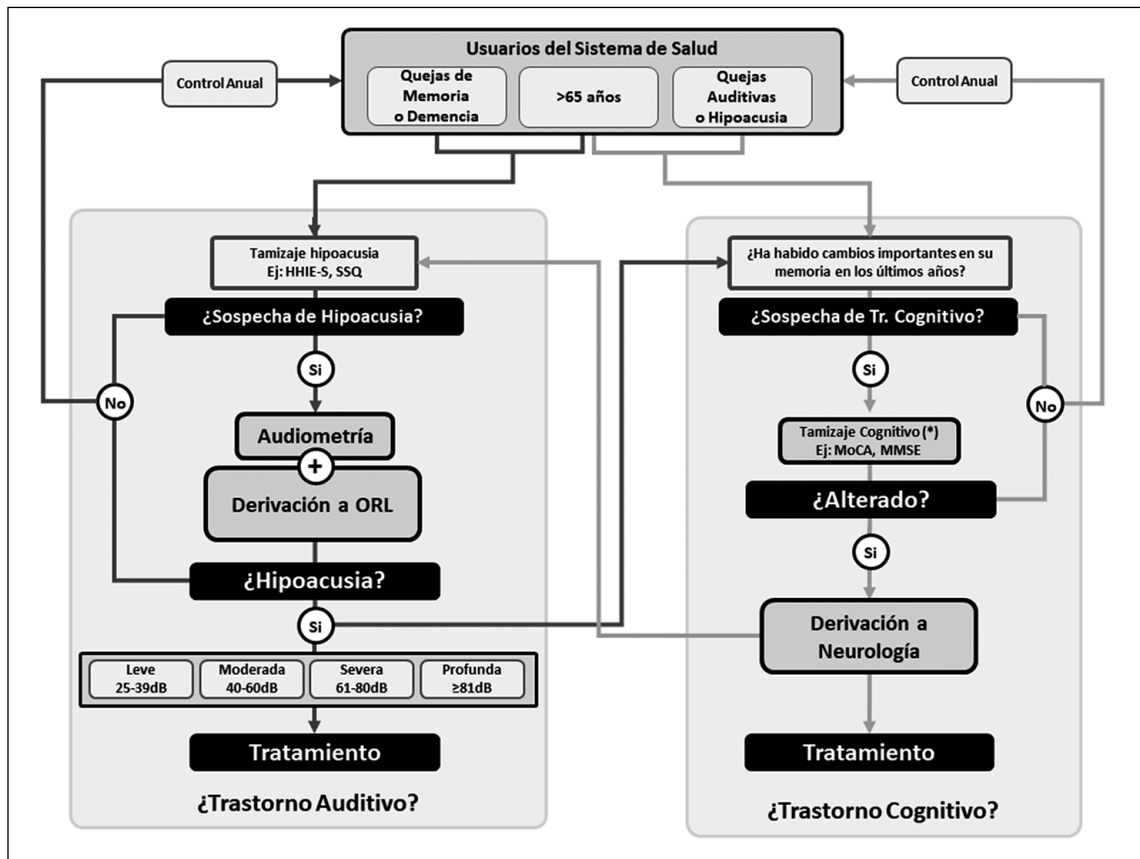 Usuarios del Sistema de Salud
Control Anual
Quejas de
Memoria
o Demencia
>65 años
Quejas
Auditivas
o Hipoacusia
Control Anual
Tamizaje hipoacusia
Ej: HHIE-S, SSQ
¿Sospecha de Hipoacusia?
Si
No
Audiometría
+
Derivación a ORL
¿Hipoacusia?
Si
Leve
25-39dB
Moderada
40-60dB
Severa
61-80dB
Profunda
≥81dB
Tratamiento
¿Trastorno Auditivo?
¿Ha habido cambios importantes en su
memoria en los últimos años?
¿Sospecha de Tr. Cognitivo?
Si
No
Tamizaje Cognitivo (*)
Ej: MoCA, MMSE
¿Alterado?
Si
Derivación a
Neurología
Tratamiento
¿Trastorno Cognitivo?